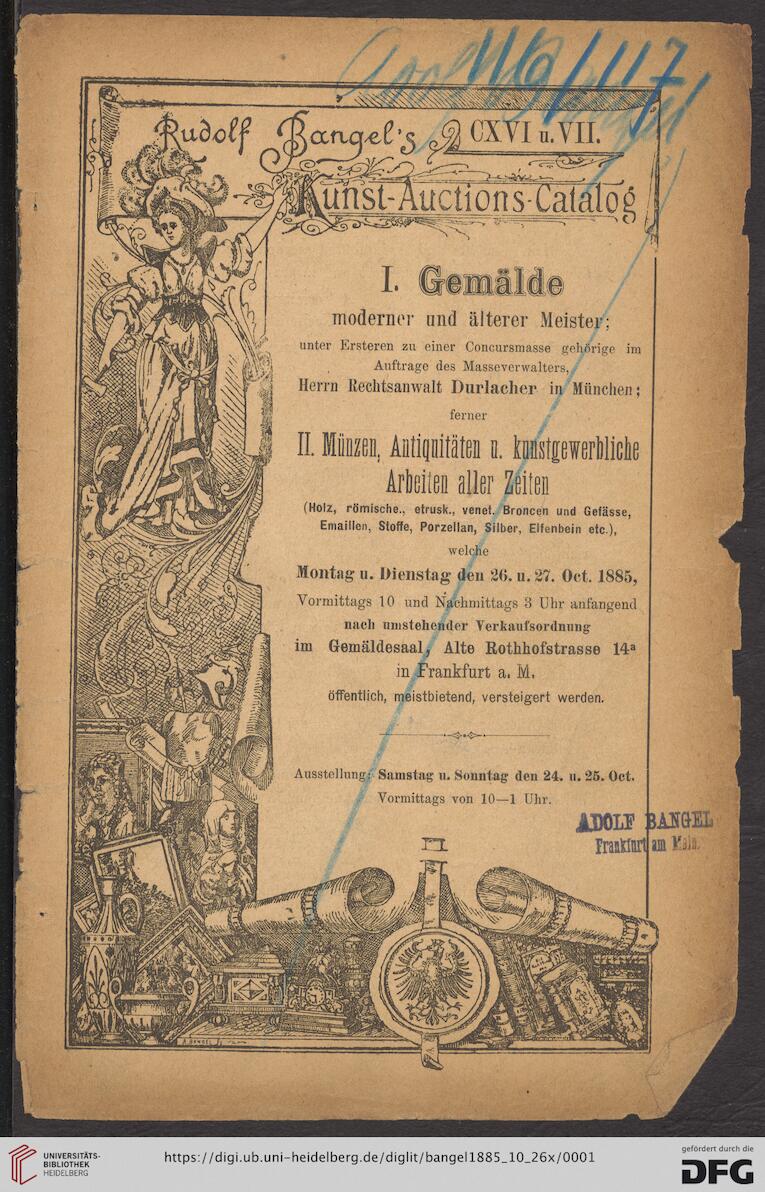 116/117
Rudolf Bangel's CXVI u. VII.
Kunst-Auctions-Catalog
I. Gemälde
moderner und älterer Meister;
unter Ersteren zu einer Concursmasse gehörige im
Auftrage des Masseverwalters,
Herrn Rechtsanwalt Durlacher in München;
ferner
II. Münzen, Antiquitäten u. kunstgewerbliche
Arbeiten aller Zeiten
(Holz, römische., etrusk., venet. Broncen und Gefässe,
Emaillen, Stoffe, Porzellan, Silber, Elfenbein etc.),
welche
Montag u. Dienstag den 26. u. 27. Oct. 1885,
Vormittags 10 und Nachmittags 3 Uhr anfangend
nach umstehender Verkaufsordnung
im Gemäldesaal, Alte Rothhofstrasse 14ª
in Frankfurt a. M.
öffentlich, meistbietend, versteigert werden.
Ausstellung: Samstag u. Sonntag den 24. u. 25. Oct.
Vormittags von 10—1 Uhr.
ADOLF BANGEL
Frankfurt am Main.
UNIVERSITÄTS-
BIBLIOTHEK
HEIDELBERG
https://digi.ub.uni-heidelberg.de/diglit/bangel1885_10_26x/0001
gefördert durch die
DFG